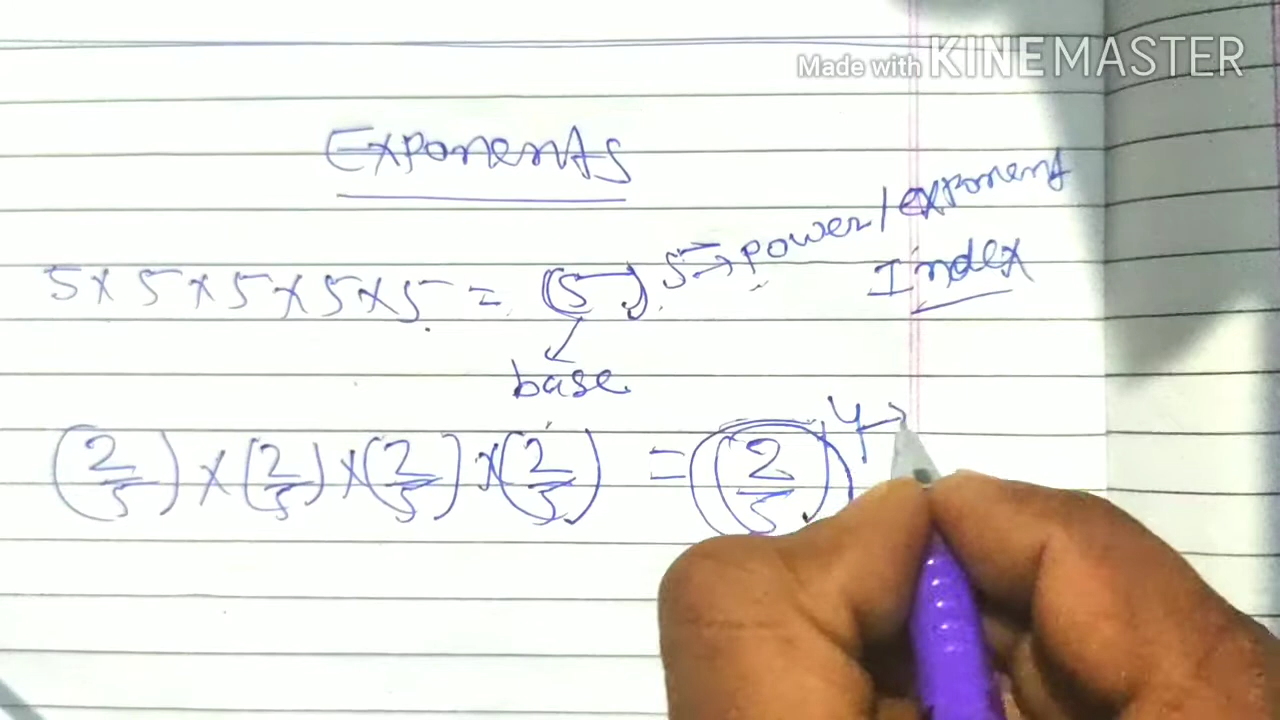 Made with KINEMASTER
Exponents
5 × 5 × 5 × 5 × 5 = (5)⁵ → power/exponent
Index
base
(2/5) × (2/5) × (2/5) × (2/5) = (2/5)⁴ →